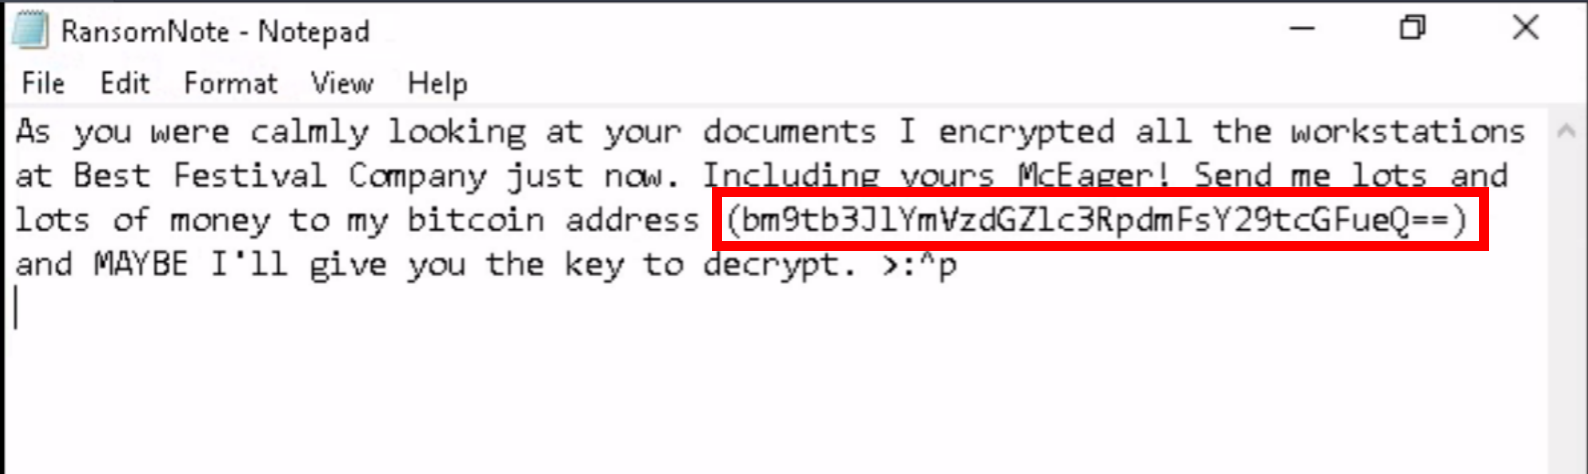 RansomNote - Notepad
File Edit Format View Help
As you were calmly looking at your documents I encrypted all the workstations
at Best Festival Company just now. Including yours McEager! Send me lots and
lots of money to my bitcoin address (bm9tb3JlYmVzdGZlc3RpdmFsY29tcGFueQ==)
and MAYBE I'll give you the key to decrypt. >:^p